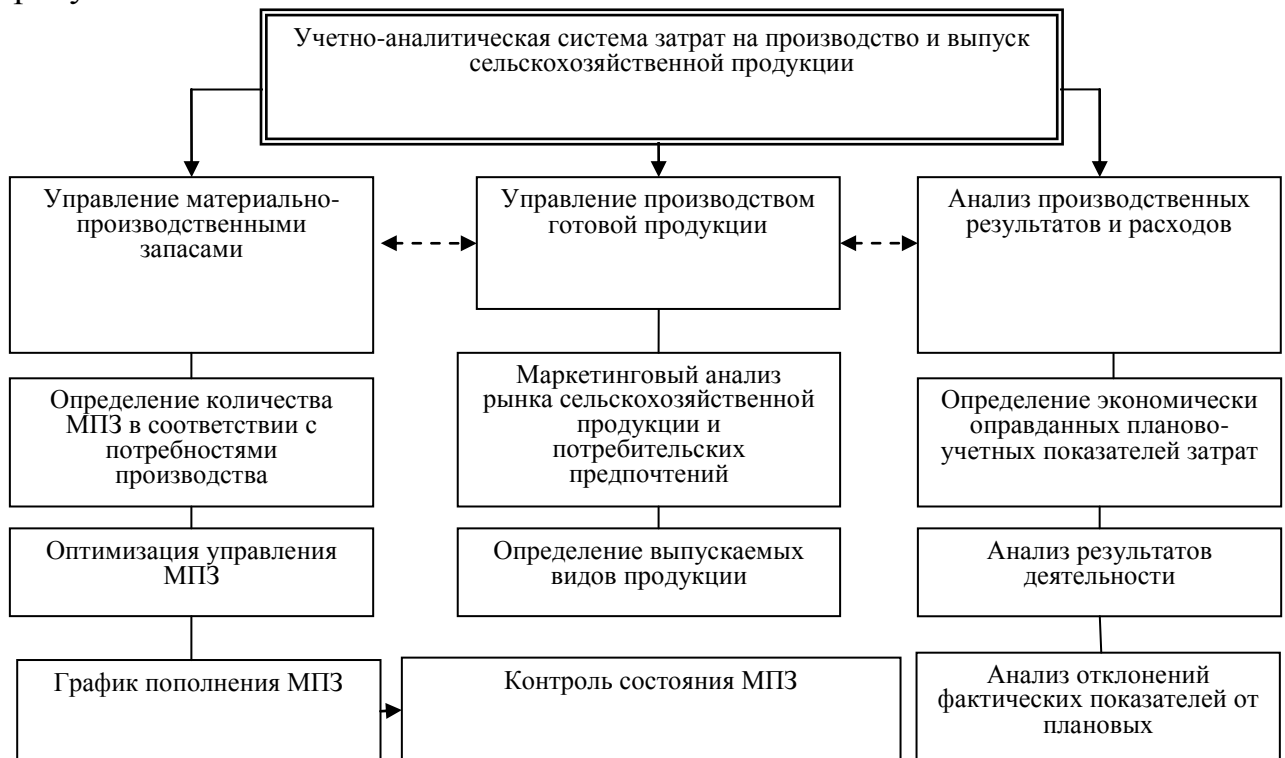 Учетно-аналитическая система затрат на производство и выпуск
сельскохозяйственной продукции
Управление материально-
производственными
запасами
Управление производством
готовой продукции
Анализ производственных
результатов и расходов
Определение количества
МПЗ в соответствии с
потребностями
производства
Маркетинговый анализ
рынка сельскохозяйственной
продукции и
потребительских
предпочтений
Определение экономически
оправданных планово-
учетных показателей затрат
Оптимизация управления
МПЗ
Определение выпускаемых
видов продукции
Анализ результатов
деятельности
График пополнения МПЗ
Контроль состояния МПЗ
Анализ отклонений
фактических показателей от
плановых